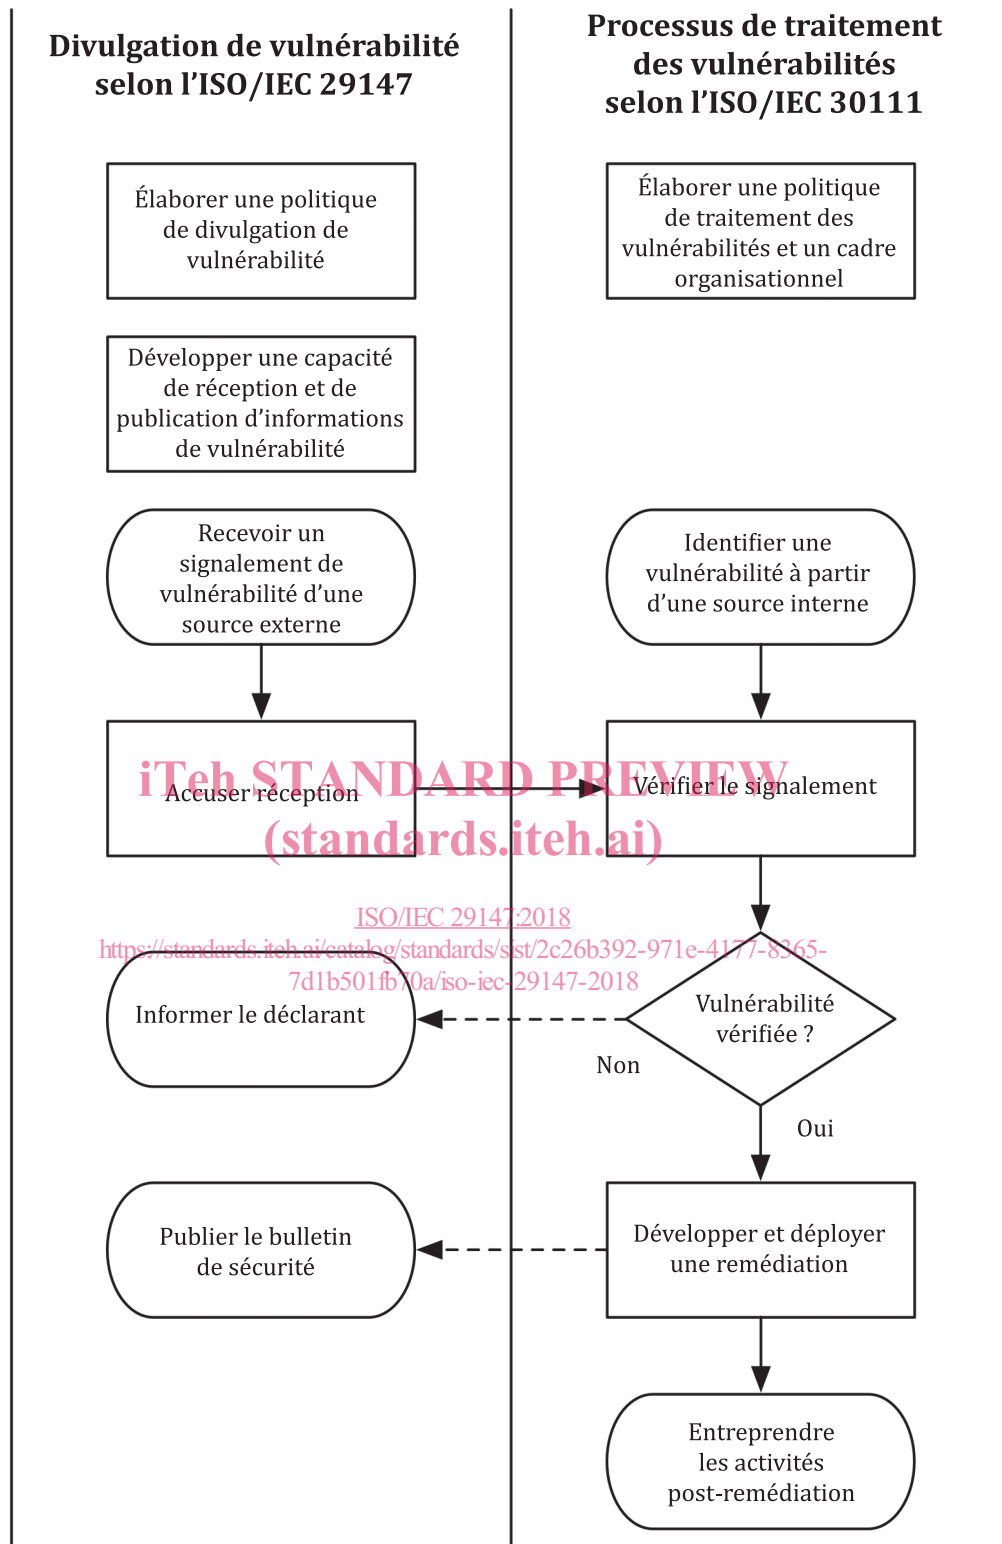 Divulgation de vulnérabilité
selon l’ISO/IEC 29147
Processus de traitement
des vulnérabilités
selon l’ISO/IEC 30111
Élaborer une politique
de divulgation de
vulnérabilité
Élaborer une politique
de traitement des
vulnérabilités et un cadre
organisationnel
Développer une capacité
de réception et de
publication d’informations
de vulnérabilité
Recevoir un
signalement de
vulnérabilité d’une
source externe
Identifier une
vulnérabilité à partir
d’une source interne
Accuser réception
Vérifier le signalement
iTeh STANDARD PREVIEW
(standards.iteh.ai)
ISO/IEC 29147:2018
https://standards.iteh.ai/catalog/standards/sist/2c26b392-971e-4177-8365-
7d1b501fb70a/iso-iec-29147-2018
Informer le déclarant
Vulnérabilité
vérifiée ?
Non
Oui
Publier le bulletin
de sécurité
Développer et déployer
une remédiation
Entreprendre
les activités
post-remédiation